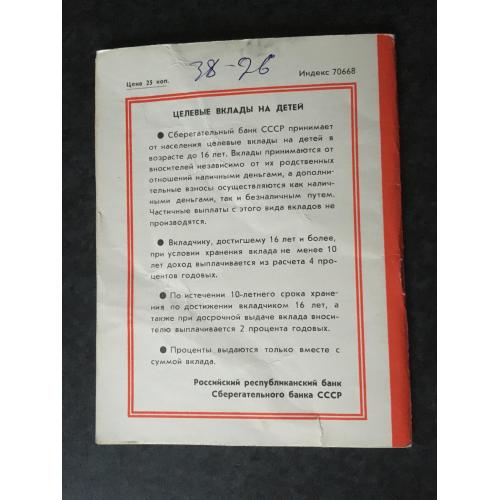 38-26
Цена 25 коп.
Индекс 70668
ЦЕЛЕВЫЕ ВКЛАДЫ НА ДЕТЕЙ
● Сберегательный банк СССР принимает
от населения целевые вклады на детей в
возрасте до 16 лет. Вклады принимаются от
вносителей независимо от их родственных
отношений наличными деньгами, а дополни-
тельные взносы осуществляются как налич-
ными деньгами, так и безналичным путем.
Частичные выплаты с этого вида вкладов не
производятся.
● Вкладчику, достигшему 16 лет и более,
при условии хранения вклада не менее 10
лет доход выплачивается из расчета 4 про-
центов годовых.
● По истечении 10-летнего срока хране-
ния по достижении вкладчиком 16 лет, а
также при досрочной выдаче вклада вноси-
телю выплачивается 2 процента годовых.
● Проценты выдаются только вместе с
суммой вклада.
Российский республиканский банк
Сберегательного банка СССР